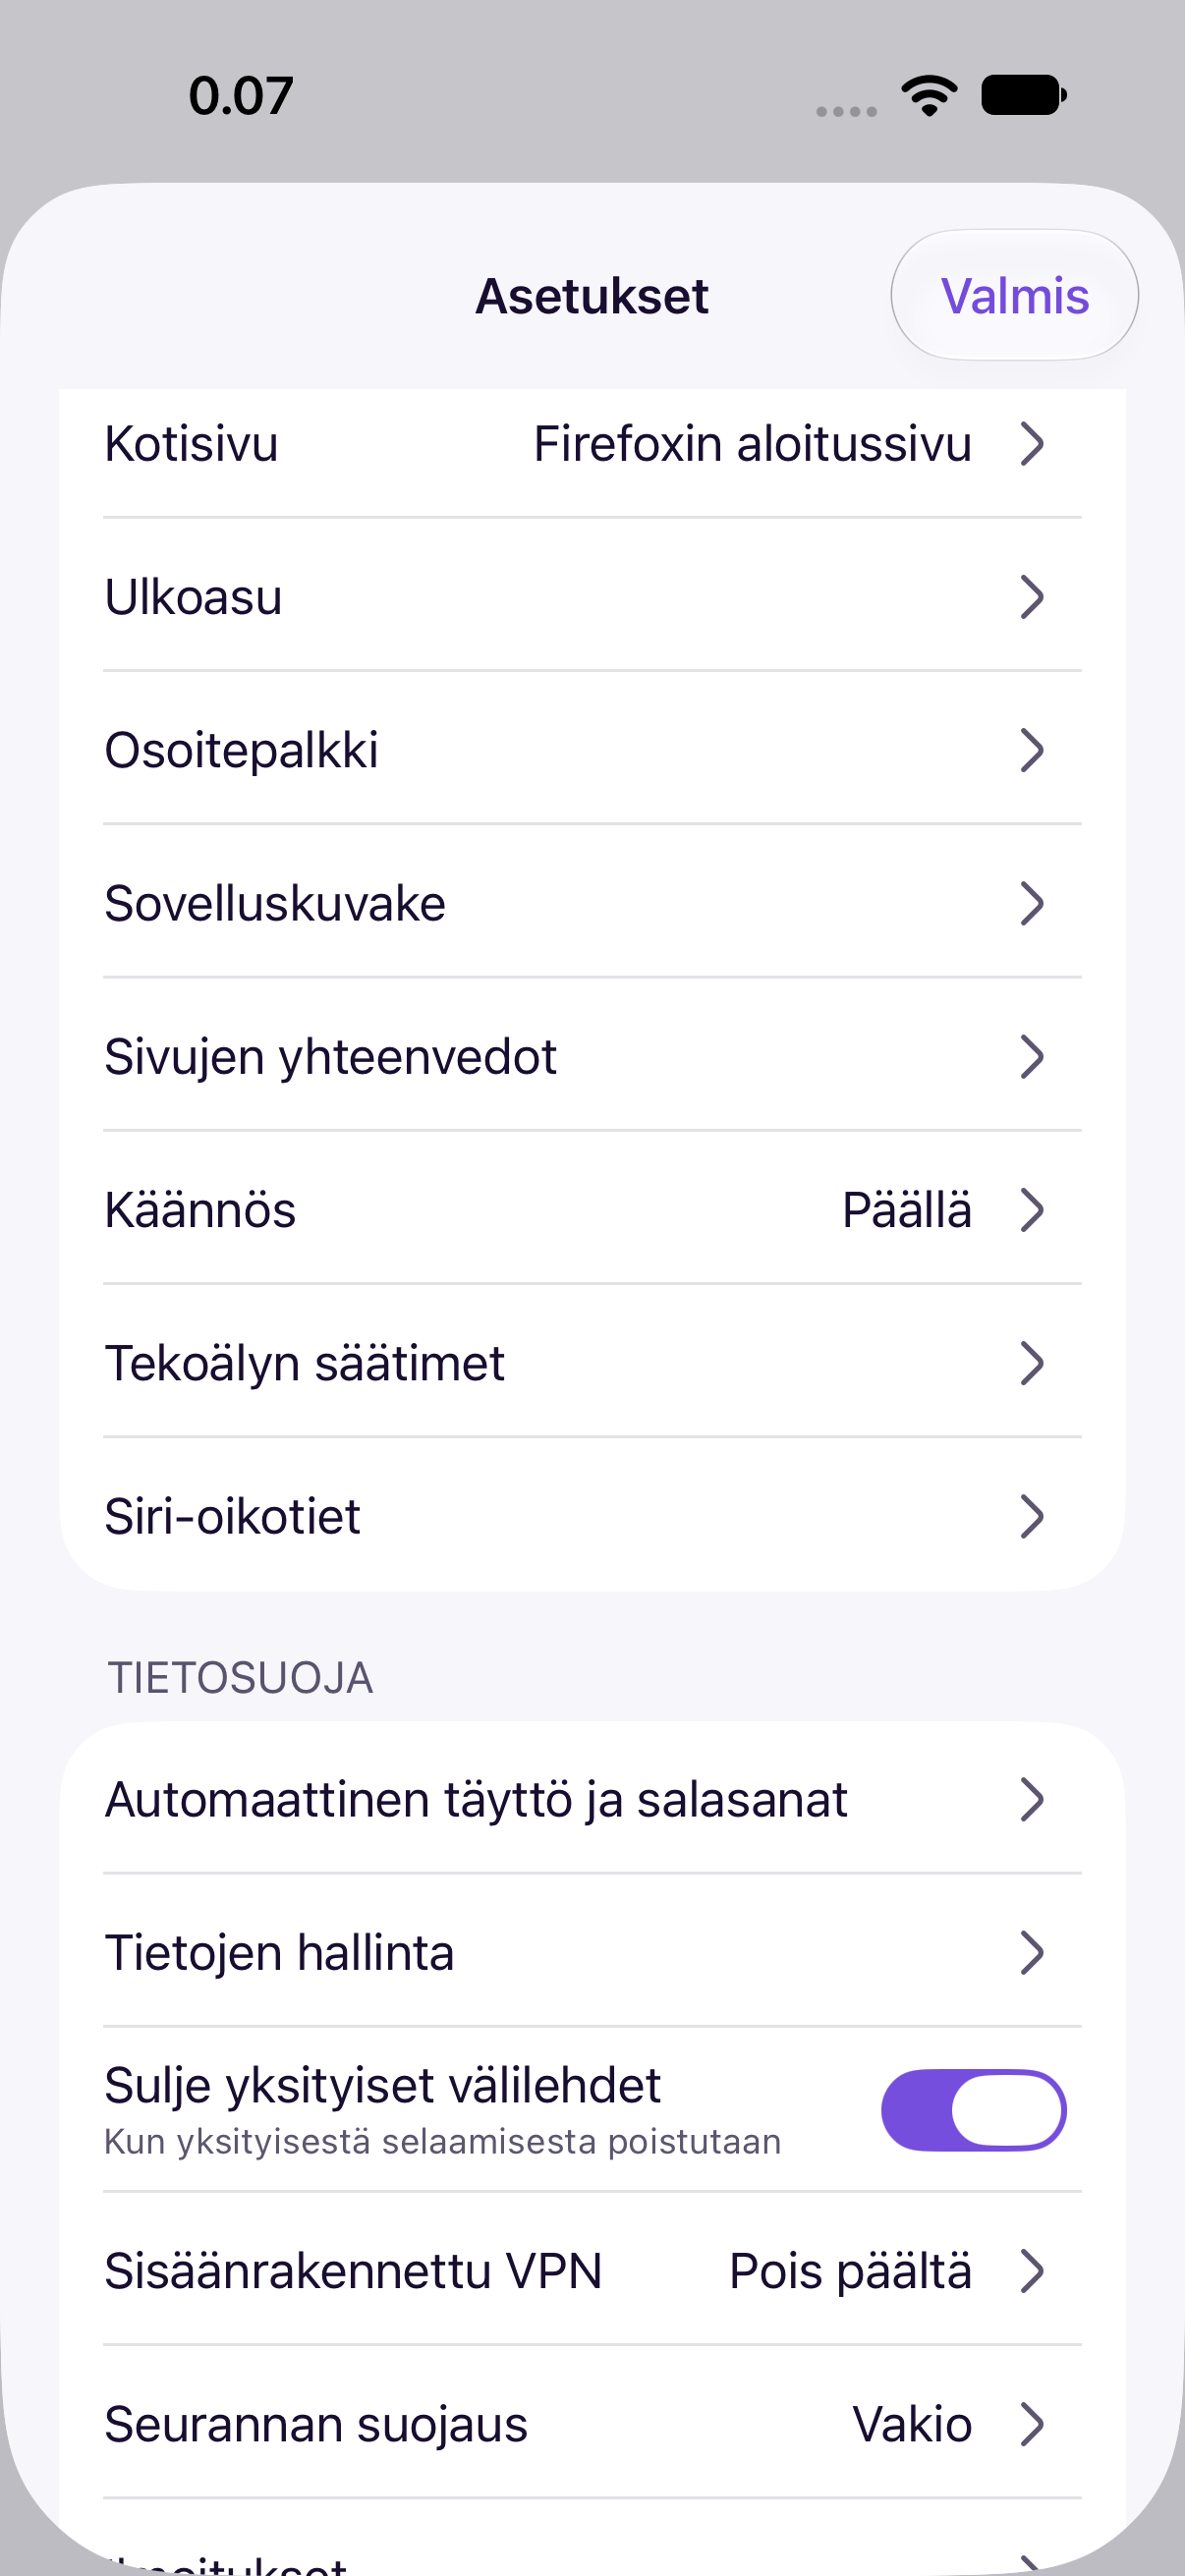 0.07
Asetukset
Valmis
Kotisivu Firefoxin aloitussivu
Ulkoasu
Osoitepalkki
Sovelluskuvake
Sivujen yhteenvedot
Käännös Päällä
Tekoälyn säätimet
Siri-oikotiet
TIETOSUOJA
Automaattinen täyttö ja salasanat
Tietojen hallinta
Sulje yksityiset välilehdet
Kun yksityisestä selaamisesta poistutaan
Sisäänrakennettu VPN Pois päältä
Seurannan suojaus Vakio
Ilmoitukset